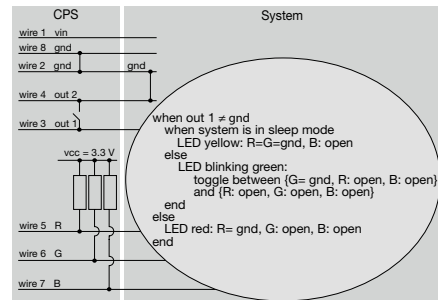 CPS System
wire 1 vin
wire 8 gnd
wire 2 gnd gnd
wire 4 out 2
wire 3 out 1
when out 1 ≠ gnd
when system is in sleep mode
LED yellow: R=G=gnd, B: open
else
LED blinking green:
toggle between {G= gnd, R: open, B: open}
and {R: open, G: open, B: open}
end
else
LED red: R= gnd, G: open, B: open
end
vcc = 3.3 V
wire 5 R
wire 6 G
wire 7 B